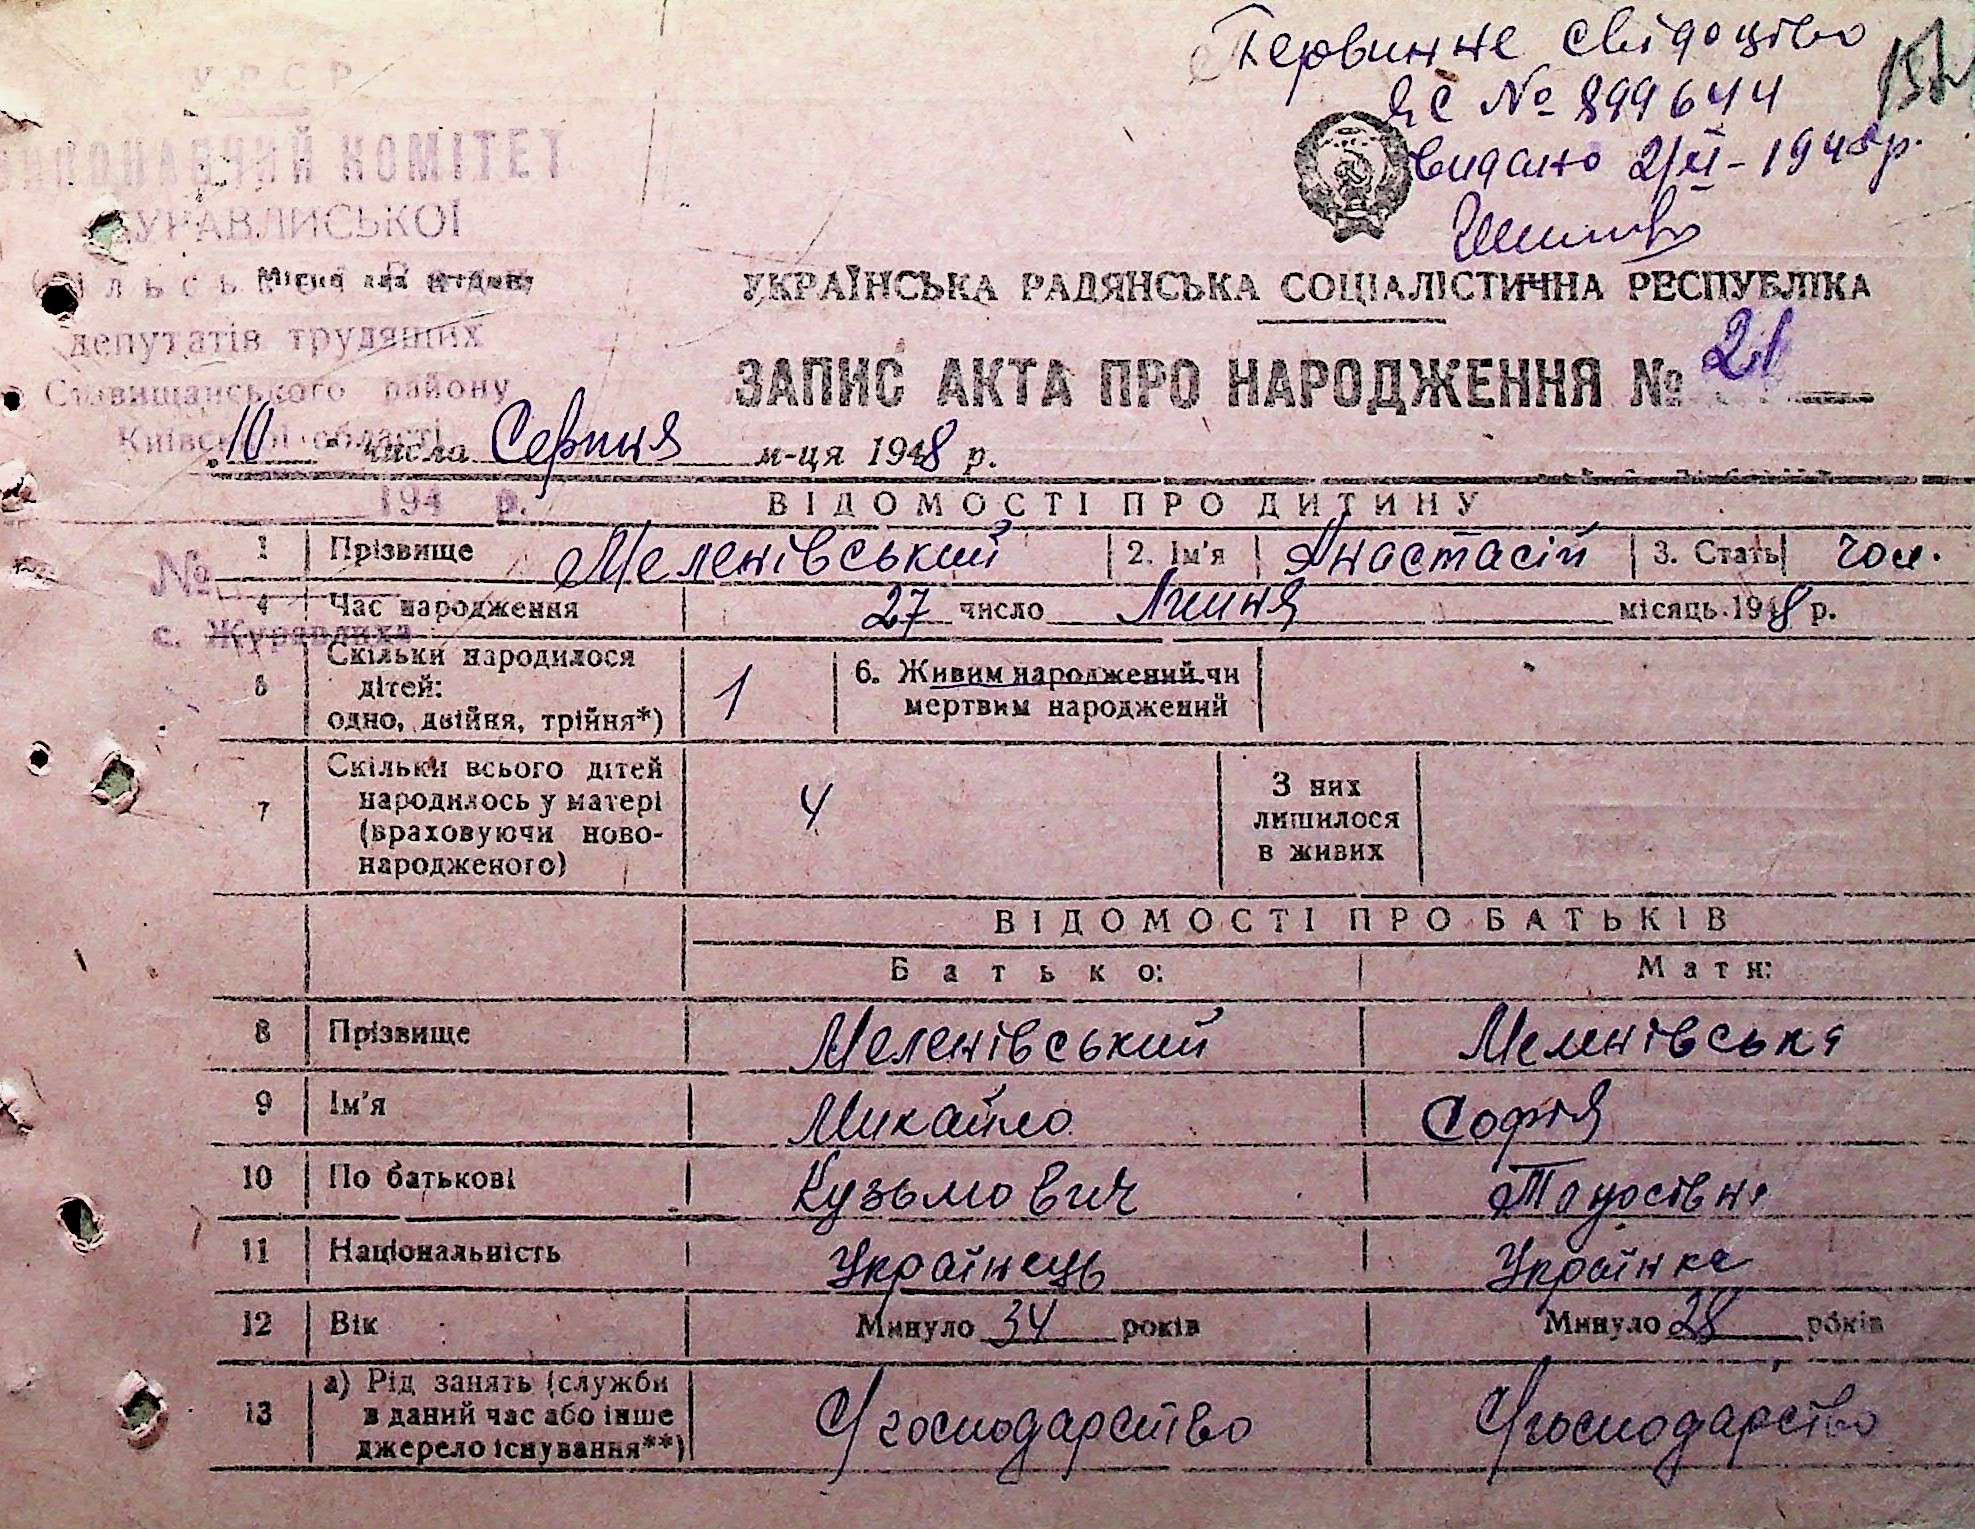 Первинне свідоцтво
ЯС № 899644
видано 2/XI-1948 р.
УРСР
ВИКОНАВЧИЙ КОМІТЕТ
ЖУРАВЛИСЬКОЇ
Сільської Ради
Місце для штампу
депутатів трудящих
Ставищанського району
Київської області
194 р.
№
с. Журавлиха
УКРАЇНСЬКА РАДЯНСЬКА СОЦІАЛІСТИЧНА РЕСПУБЛІКА
ЗАПИС АКТА ПРО НАРОДЖЕННЯ № 21
"10" числа Серпня м-ця 1948 р.
ВІДОМОСТІ ПРО ДИТИНУ
1 Прізвище Меленівський 2. Ім'я Анастасій 3. Стать чол.
4 Час народження 27 число Липня місяць 1948 р.
5 Скільки народилося дітей: одно, двійня, трійня*) 1 6. Живим народжений чи мертвим народжений
7 Скільки всього дітей народилось у матері (враховуючи новонародженого) 4 З них лишилося в живих
ВІДОМОСТІ ПРО БАТЬКІВ
Батько: Мати:
8 Прізвище Меленівський Меленівська
9 Ім'я Михайло Софія
10 По батькові Кузьмович
11 Національність Українець Українка
12 Вік Минуло 34 років Минуло 28 років
13 а) Рід занять (служби в даний час або інше джерело існування**) С/господарство С/господарство